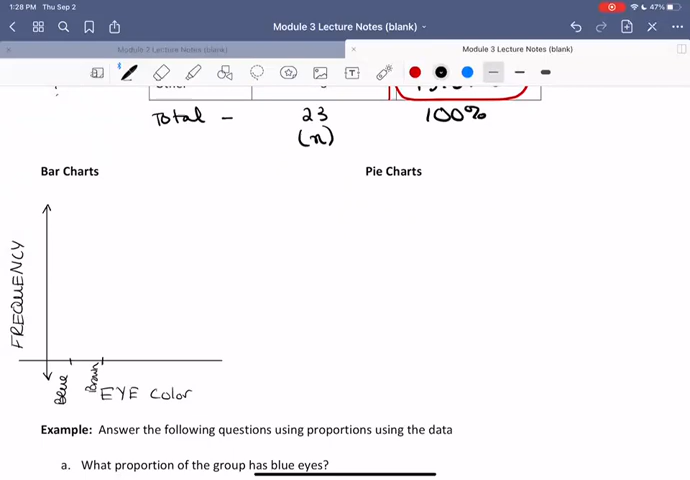 1:28 PM Thu Sep 2
47%
Module 3 Lecture Notes (blank)
Module 2 Lecture Notes (blank)
Module 3 Lecture Notes (blank)
Total - 23 100%
(n)
Bar Charts Pie Charts
FREQUENCY
Blue Brown
EYE Color
Example: Answer the following questions using proportions using the data
a. What proportion of the group has blue eyes?